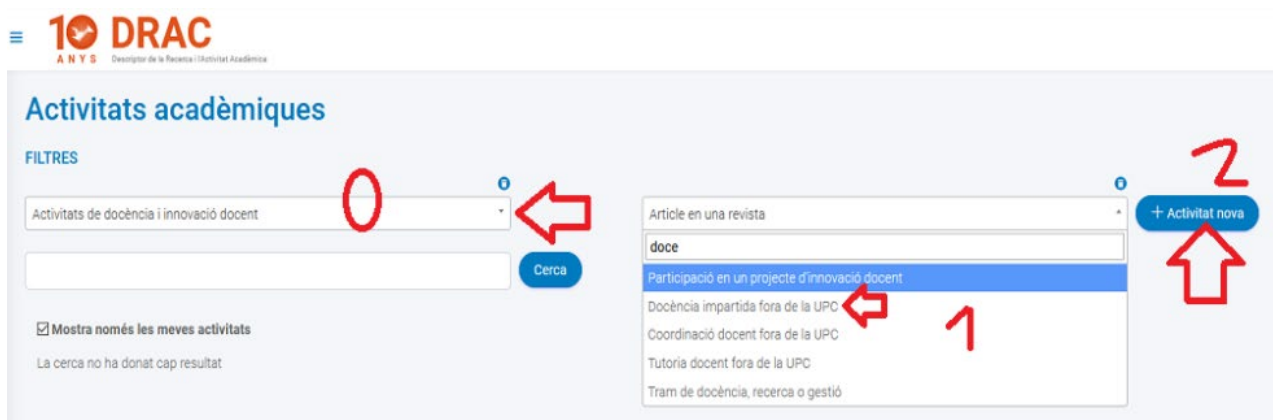 10 DRAC
ANYS Descriptor de la Recerca i l'Activitat Acadèmica
Activitats acadèmiques
FILTRES
0
2
Activitats de docència i innovació docent
Article en una revista
+ Activitat nova
doce
Cerca
Participació en un projecte d'innovació docent
Docència impartida fora de la UPC
1
Mostra només les meves activitats
Coordinació docent fora de la UPC
La cerca no ha donat cap resultat
Tutoria docent fora de la UPC
Tram de docència, recerca o gestió